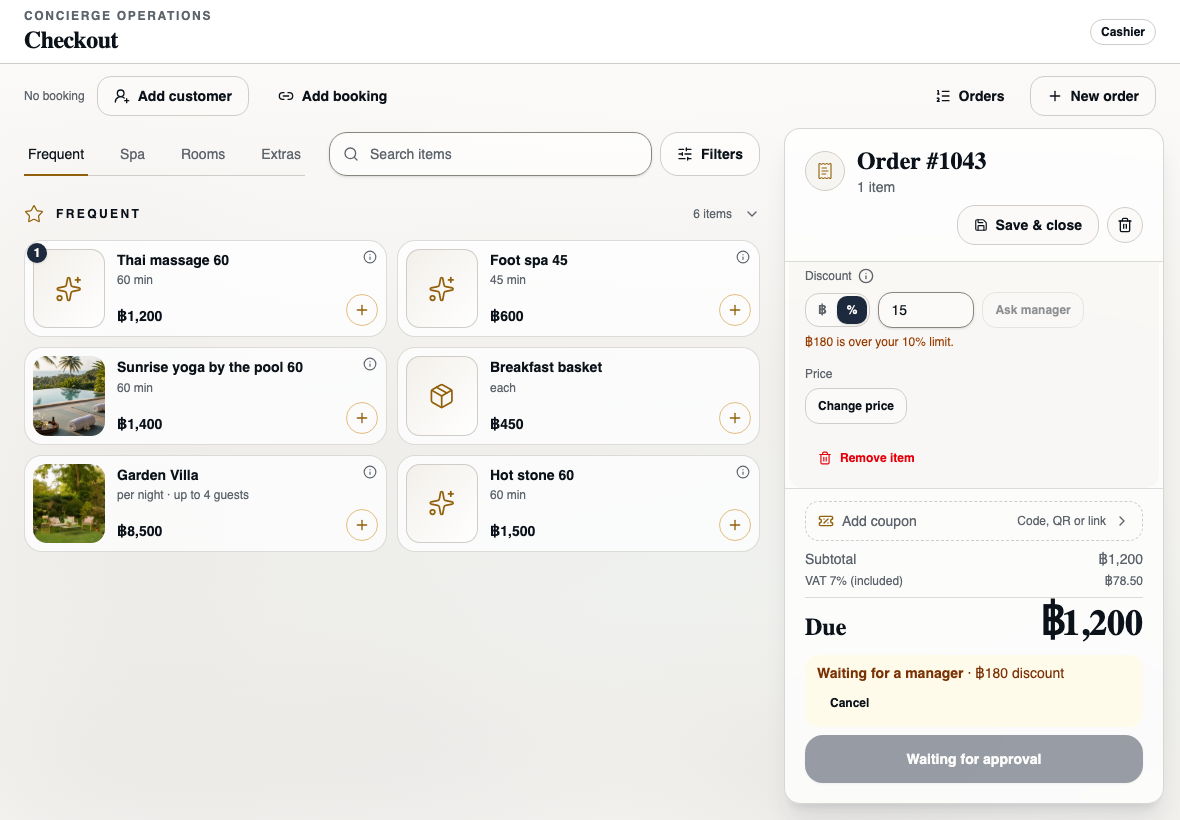 CONCIERGE OPERATIONS
Checkout
Cashier
No booking
Add customer
Add booking
Orders
New order
Frequent
Spa
Rooms
Extras
Search items
Filters
FREQUENT
6 items
1
Thai massage 60
60 min
฿1,200
Foot spa 45
45 min
฿600
Sunrise yoga by the pool 60
60 min
฿1,400
Breakfast basket
each
฿450
Garden Villa
per night · up to 4 guests
฿8,500
Hot stone 60
60 min
฿1,500
Order #1043
1 item
Save & close
Discount
฿
%
15
Ask manager
฿180 is over your 10% limit.
Price
Change price
Remove item
Add coupon
Code, QR or link
Subtotal
฿1,200
VAT 7% (included)
฿78.50
Due
฿1,200
Waiting for a manager · ฿180 discount
Cancel
Waiting for approval